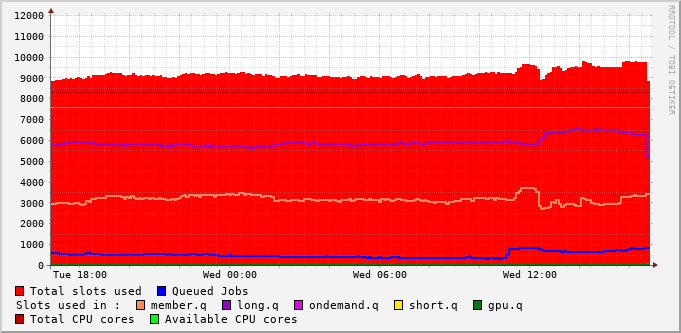 12000
11000
10000
9000
8000
7000
6000
5000
4000
3000
2000
1000
0
Tue 18:00 Wed 00:00 Wed 06:00 Wed 12:00
RRDTOOL / TOBI OETIKER
Total slots used Queued Jobs
Slots used in : member.q long.q ondemand.q short.q gpu.q
Total CPU cores Available CPU cores